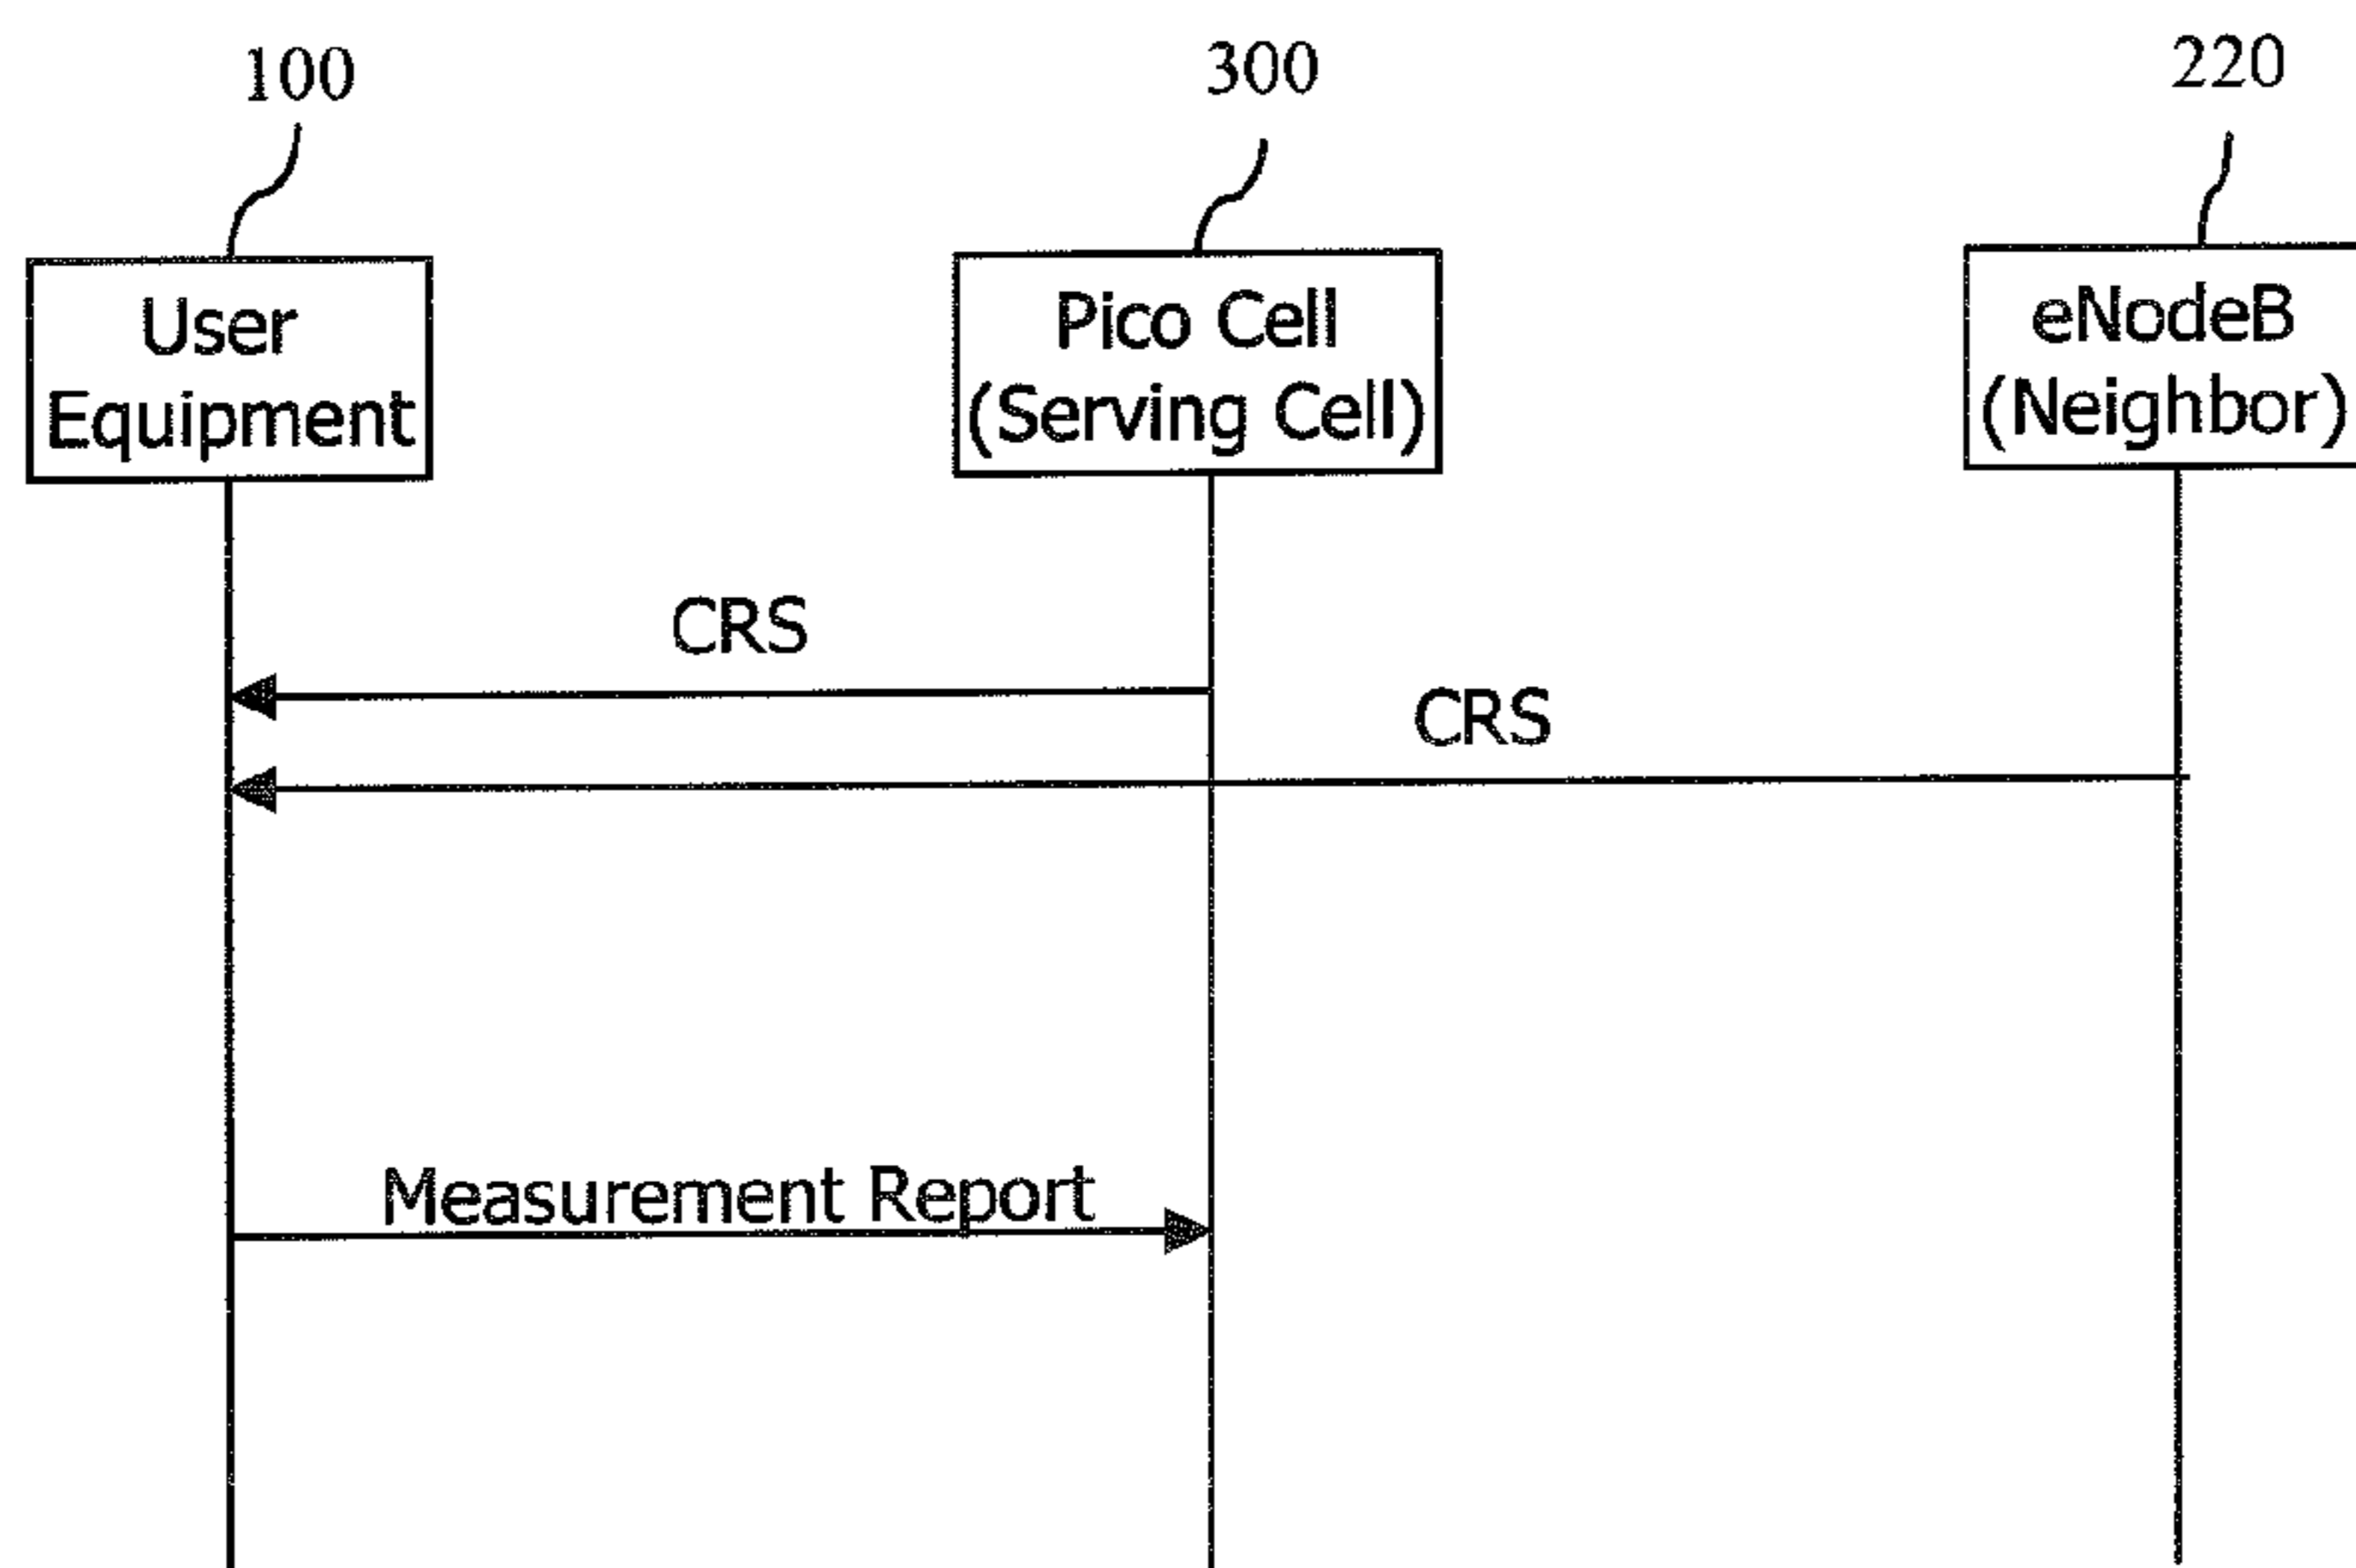 100
300
220
User
Equipment
Pico Cell
(Serving Cell)
eNodeB
(Neighbor)
CRS
CRS
Measurement Report